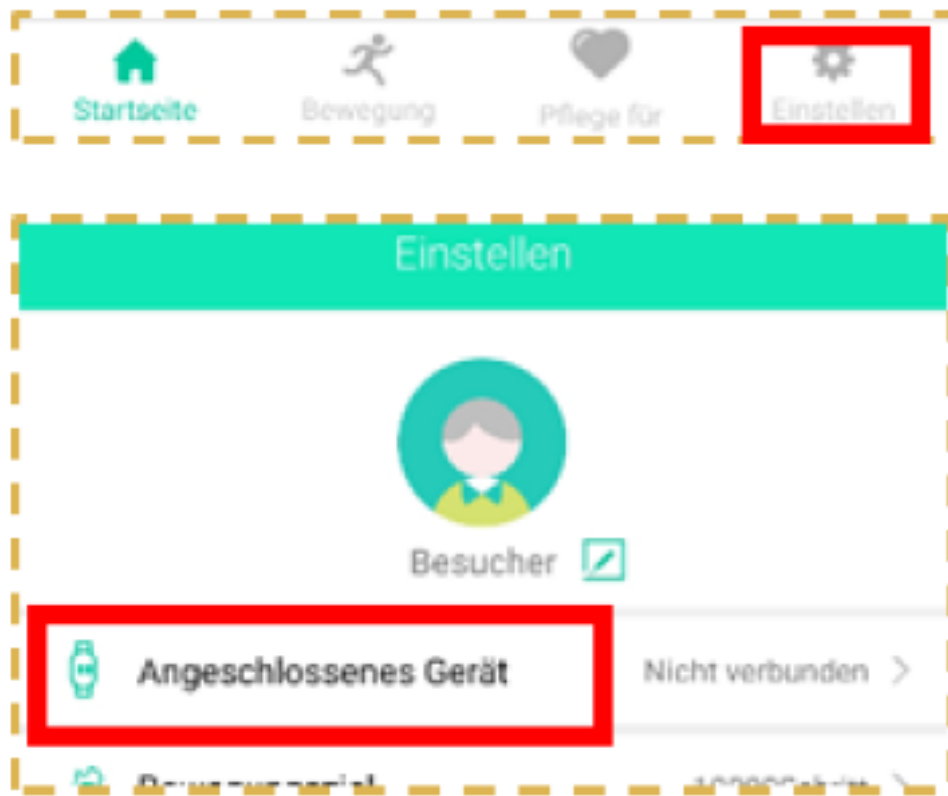 Startseite Bewegung Pflege für Einstellen
Einstellen
Besucher
Angeschlossenes Gerät Nicht verbunden